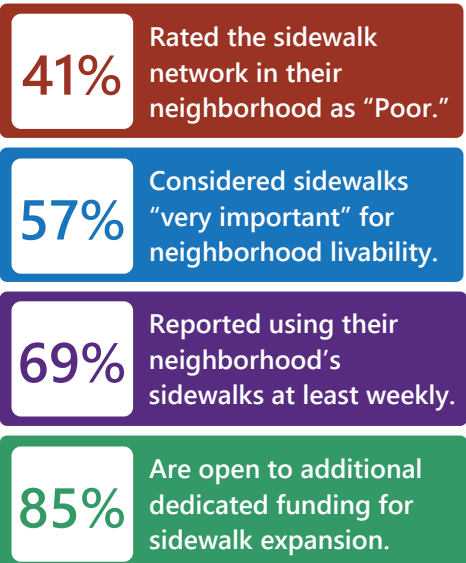 41%
Rated the sidewalk
network in their
neighborhood as “Poor.”
57%
Considered sidewalks
“very important” for
neighborhood livability.
69%
Reported using their
neighborhood’s
sidewalks at least weekly.
85%
Are open to additional
dedicated funding for
sidewalk expansion.